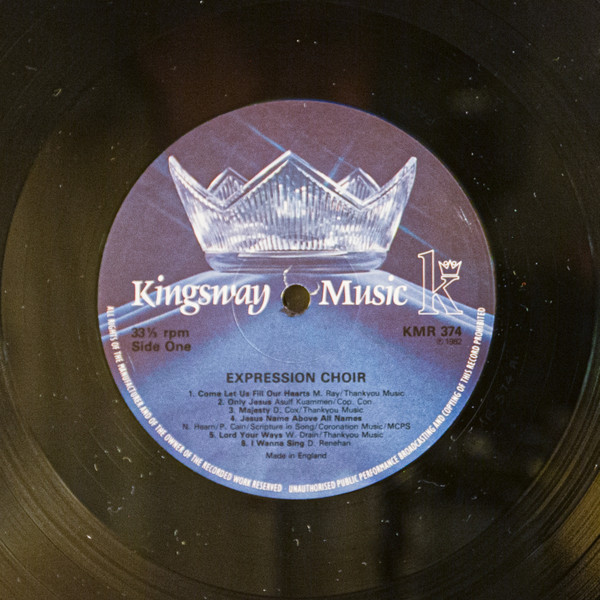 Kingsway Music k
33⅓ rpm
Side One
KMR 374
℗ 1982
EXPRESSION CHOIR
1. Come Let Us Fill Our Hearts M. Ray/Thankyou Music
2. Only Jesus Asulf Kuammen/Cop. Con.
3. Majesty D. Cox/Thankyou Music
4. Jesus Name Above All Names
N. Hearn/P. Cain/Scripture in Song/Coronation Music/MCPS
5. Lord Your Ways W. Drain/Thankyou Music
6. I Wanna Sing D. Renehan.
Made in England
ALL RIGHTS OF THE MANUFACTURER AND OF THE OWNER OF THE RECORDED WORK RESERVED · UNAUTHORISED PUBLIC PERFORMANCE BROADCASTING AND COPYING OF THIS RECORD PROHIBITED